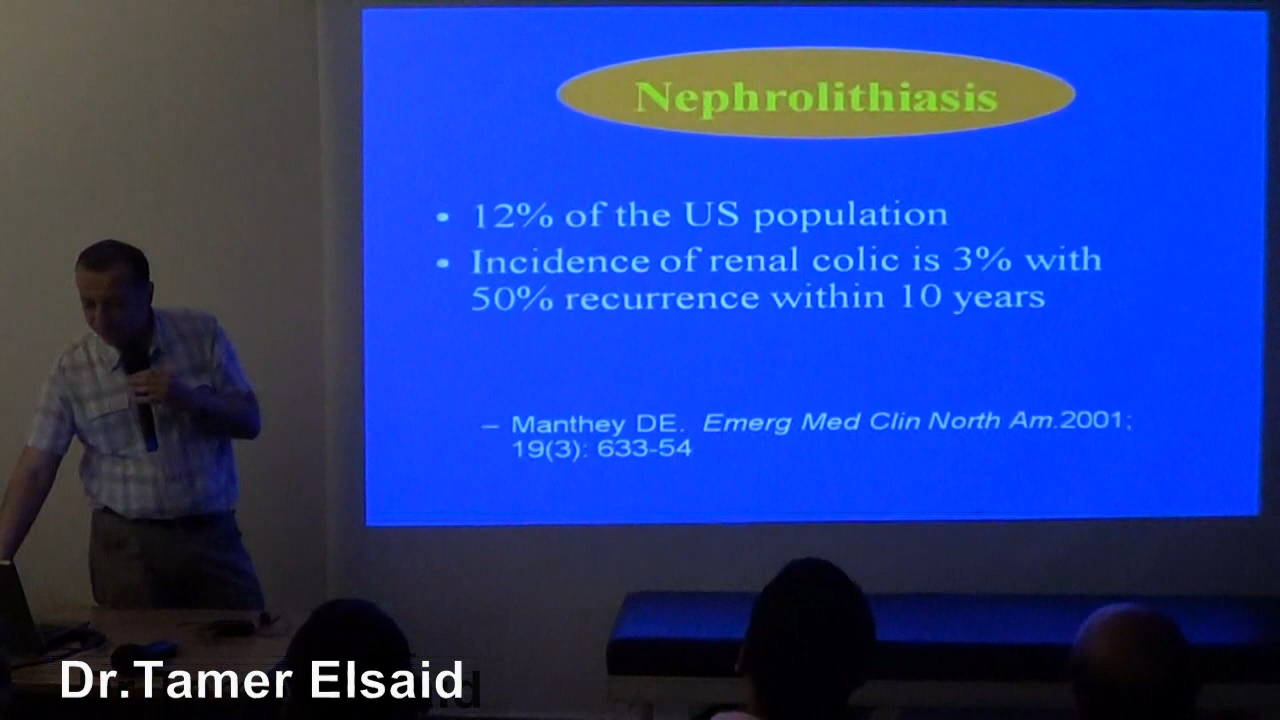 Nephrolithiasis
• 12% of the US population
• Incidence of renal colic is 3% with
50% recurrence within 10 years
– Manthey DE. Emerg Med Clin North Am.2001;
19(3): 633-54
Dr.Tamer Elsaid